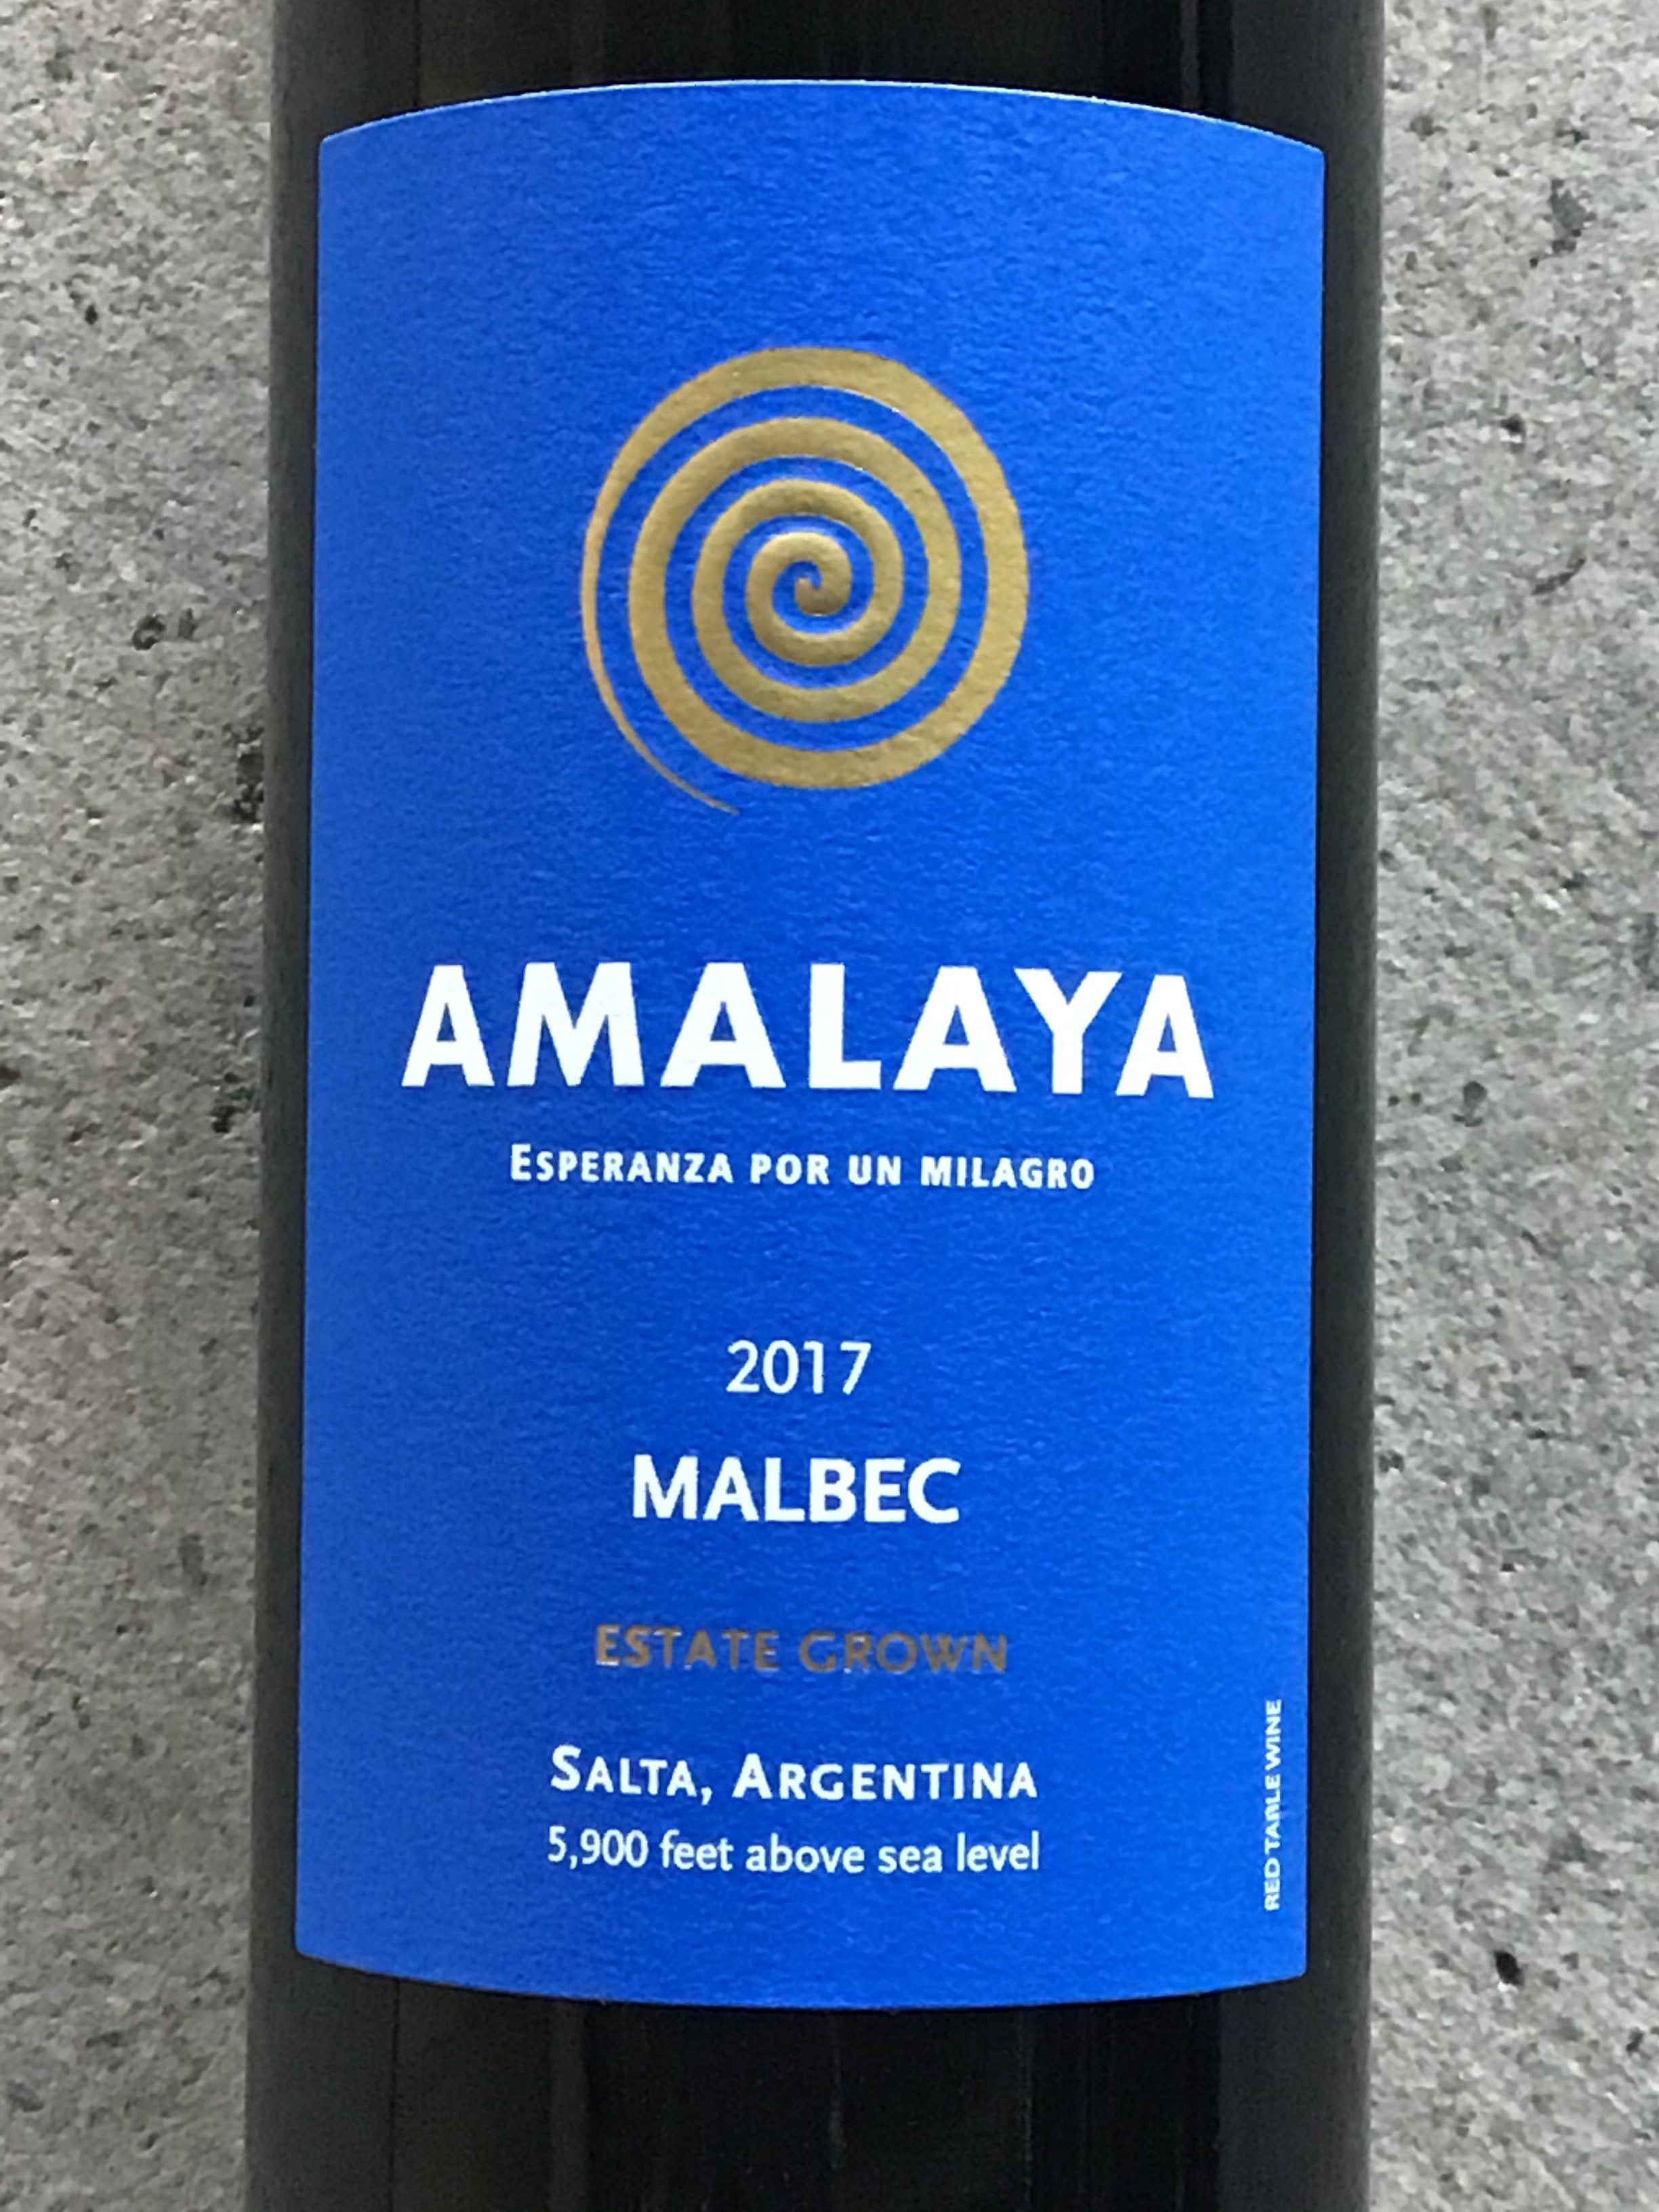 AMALAYA
ESPERANZA POR UN MILAGRO
2017
MALBEC
ESTATE GROWN
SALTA, ARGENTINA
5,900 feet above sea level
RED TABLE WINE